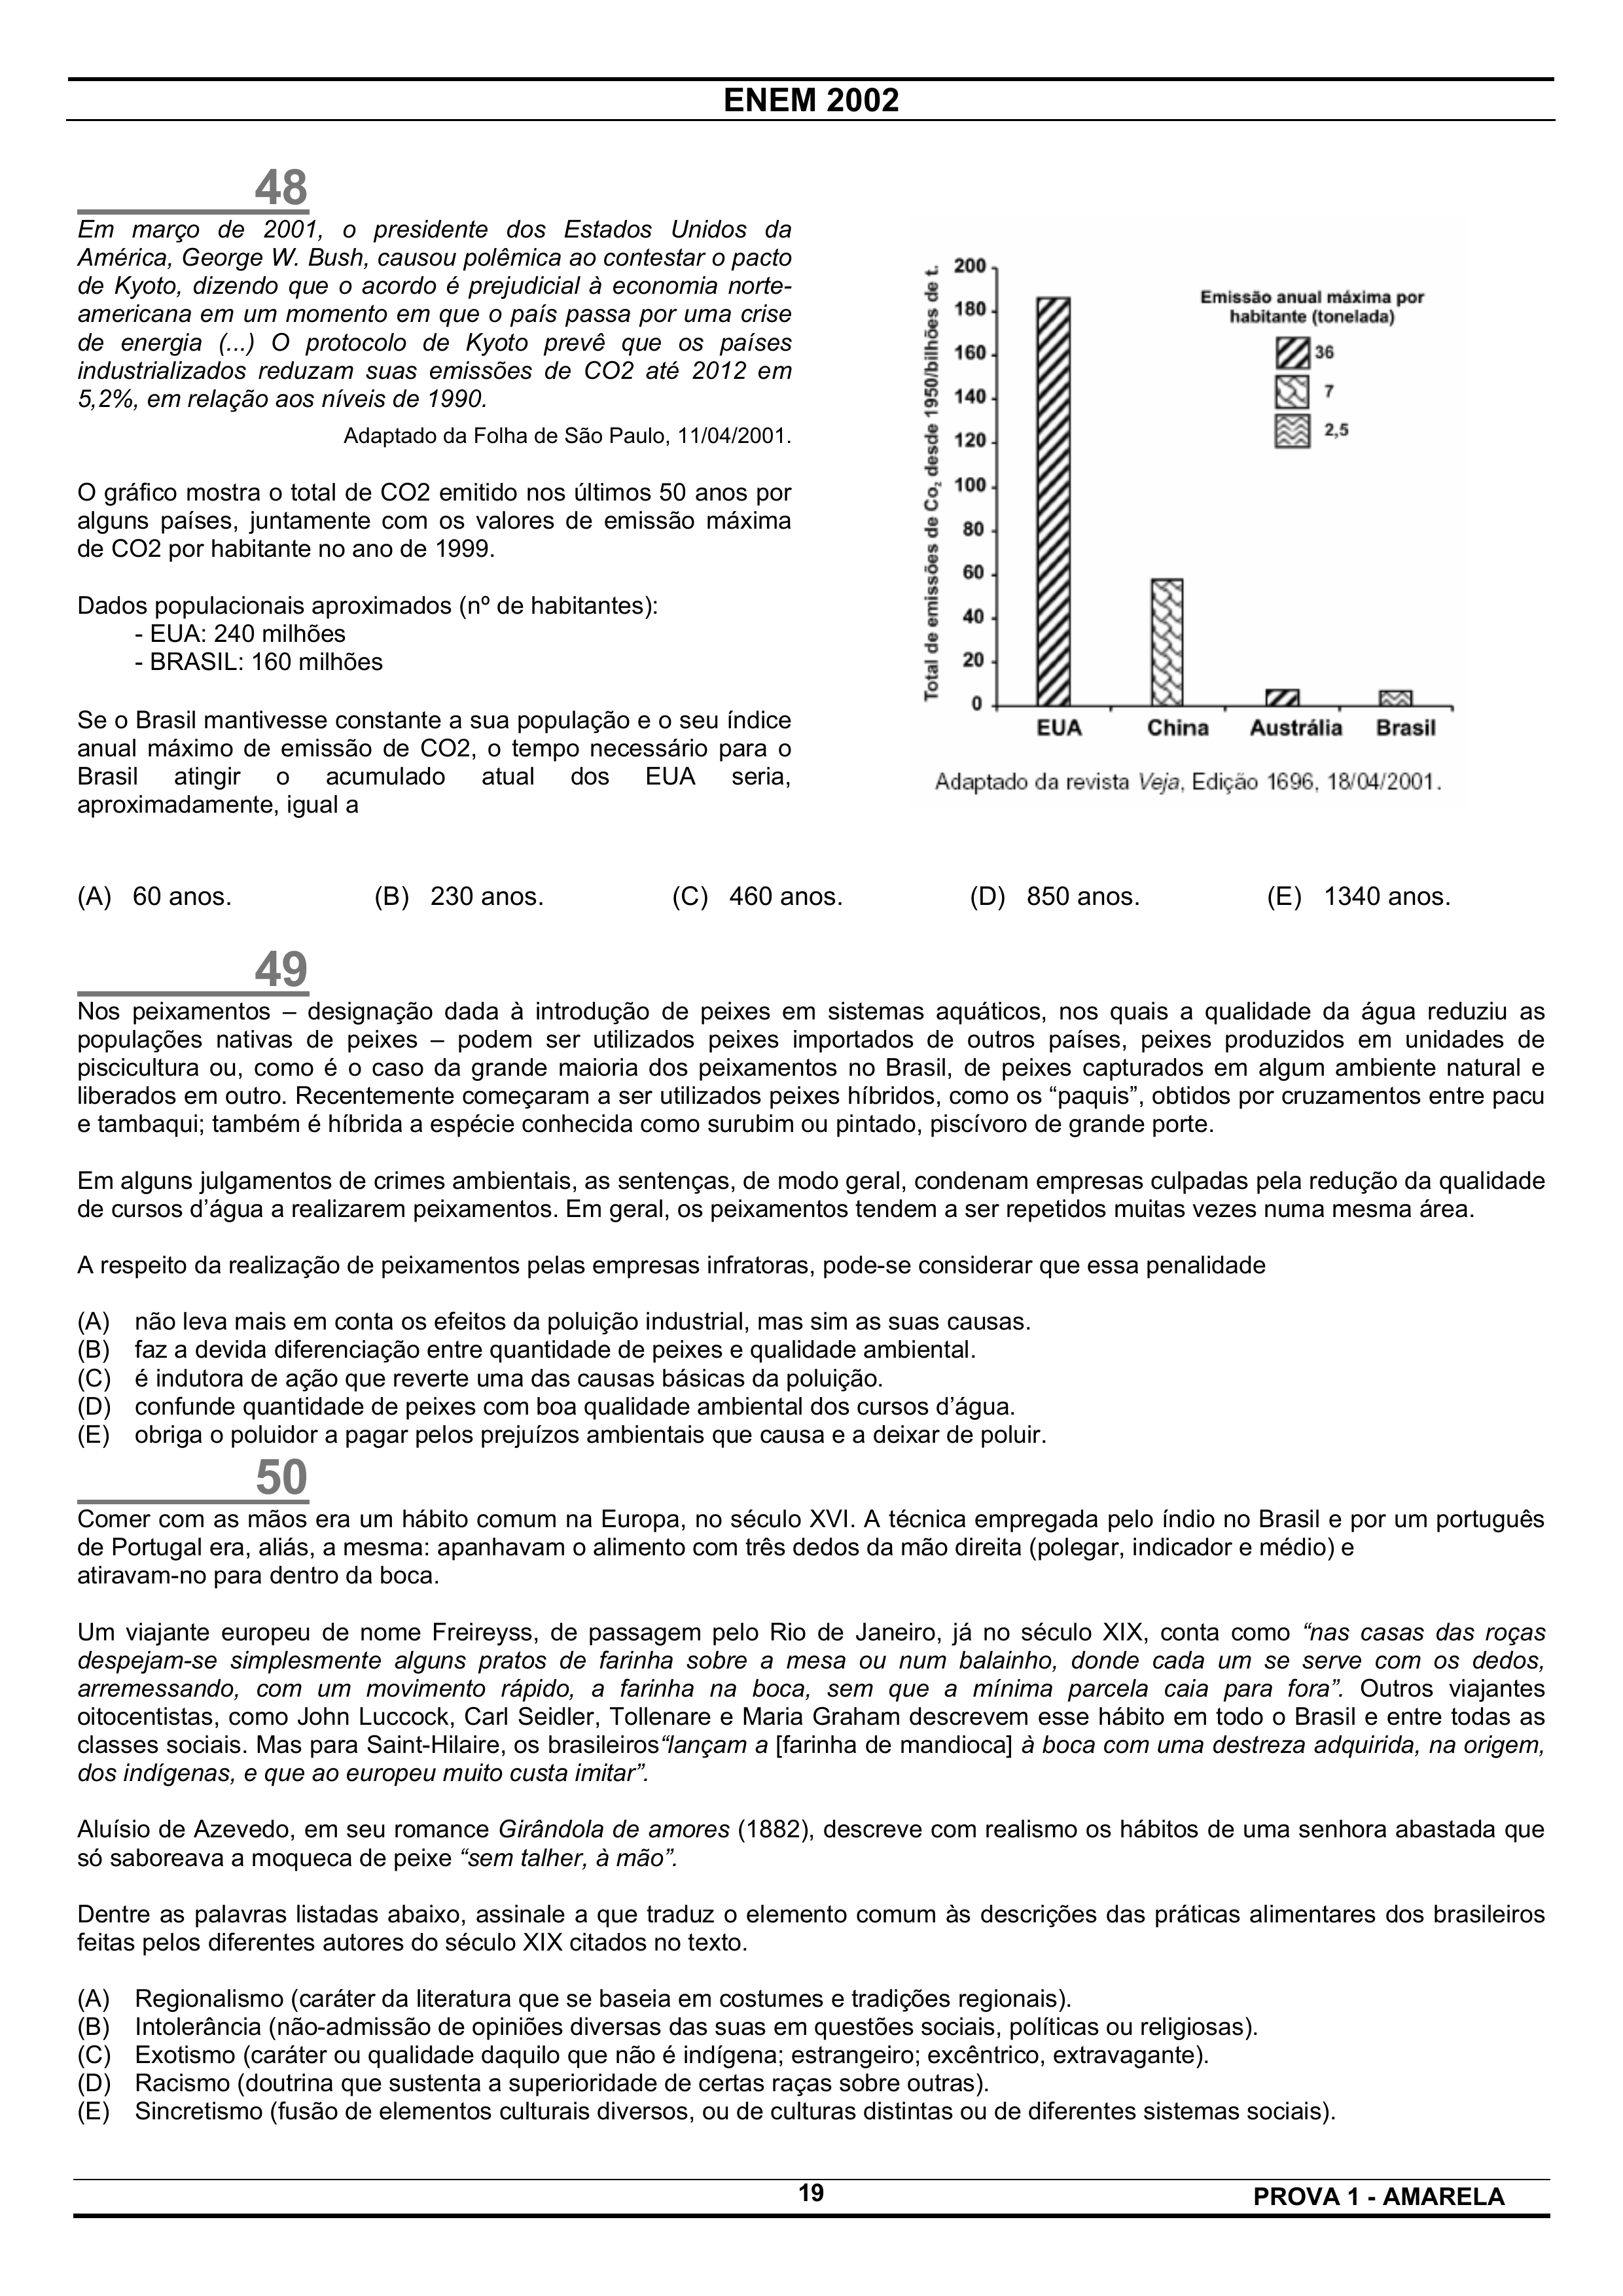 ENEM 2002
48
Em março de 2001, o presidente dos Estados Unidos da
América, George W. Bush, causou polêmica ao contestar o pacto
de Kyoto, dizendo que o acordo é prejudicial à economia norte-
americana em um momento em que o país passa por uma crise
de energia (...) O protocolo de Kyoto prevê que os países
industrializados reduzam suas emissões de CO2 até 2012 em
5,2%, em relação aos níveis de 1990.
Adaptado da Folha de São Paulo, 11/04/2001.
O gráfico mostra o total de CO2 emitido nos últimos 50 anos por
alguns países, juntamente com os valores de emissão máxima
de CO2 por habitante no ano de 1999.
Dados populacionais aproximados (nº de habitantes):
- EUA: 240 milhões
- BRASIL: 160 milhões
Se o Brasil mantivesse constante a sua população e o seu índice
anual máximo de emissão de CO2, o tempo necessário para o
Brasil atingir o acumulado atual dos EUA seria,
aproximadamente, igual a
Total de emissões de Co2 desde 1950/bilhões de t.
200
180
160
140
120
100
80
60
40
20
0
EUA China Austrália Brasil
Emissão anual máxima por
habitante (tonelada)
36
7
2,5
Adaptado da revista Veja, Edição 1696, 18/04/2001.
(A) 60 anos. (B) 230 anos. (C) 460 anos. (D) 850 anos. (E) 1340 anos.
49
Nos peixamentos – designação dada à introdução de peixes em sistemas aquáticos, nos quais a qualidade da água reduziu as
populações nativas de peixes – podem ser utilizados peixes importados de outros países, peixes produzidos em unidades de
piscicultura ou, como é o caso da grande maioria dos peixamentos no Brasil, de peixes capturados em algum ambiente natural e
liberados em outro. Recentemente começaram a ser utilizados peixes híbridos, como os “paquis”, obtidos por cruzamentos entre pacu
e tambaqui; também é híbrida a espécie conhecida como surubim ou pintado, piscívoro de grande porte.
Em alguns julgamentos de crimes ambientais, as sentenças, de modo geral, condenam empresas culpadas pela redução da qualidade
de cursos d’água a realizarem peixamentos. Em geral, os peixamentos tendem a ser repetidos muitas vezes numa mesma área.
A respeito da realização de peixamentos pelas empresas infratoras, pode-se considerar que essa penalidade
(A) não leva mais em conta os efeitos da poluição industrial, mas sim as suas causas.
(B) faz a devida diferenciação entre quantidade de peixes e qualidade ambiental.
(C) é indutora de ação que reverte uma das causas básicas da poluição.
(D) confunde quantidade de peixes com boa qualidade ambiental dos cursos d’água.
(E) obriga o poluidor a pagar pelos prejuízos ambientais que causa e a deixar de poluir.
50
Comer com as mãos era um hábito comum na Europa, no século XVI. A técnica empregada pelo índio no Brasil e por um português
de Portugal era, aliás, a mesma: apanhavam o alimento com três dedos da mão direita (polegar, indicador e médio) e
atiravam-no para dentro da boca.
Um viajante europeu de nome Freireyss, de passagem pelo Rio de Janeiro, já no século XIX, conta como “nas casas das roças
despejam-se simplesmente alguns pratos de farinha sobre a mesa ou num balainho, donde cada um se serve com os dedos,
arremessando, com um movimento rápido, a farinha na boca, sem que a mínima parcela caia para fora”. Outros viajantes
oitocentistas, como John Luccock, Carl Seidler, Tollenare e Maria Graham descrevem esse hábito em todo o Brasil e entre todas as
classes sociais. Mas para Saint-Hilaire, os brasileiros“lançam a [farinha de mandioca] à boca com uma destreza adquirida, na origem,
dos indígenas, e que ao europeu muito custa imitar”.
Aluísio de Azevedo, em seu romance Girândola de amores (1882), descreve com realismo os hábitos de uma senhora abastada que
só saboreava a moqueca de peixe “sem talher, à mão”.
Dentre as palavras listadas abaixo, assinale a que traduz o elemento comum às descrições das práticas alimentares dos brasileiros
feitas pelos diferentes autores do século XIX citados no texto.
(A) Regionalismo (caráter da literatura que se baseia em costumes e tradições regionais).
(B) Intolerância (não-admissão de opiniões diversas das suas em questões sociais, políticas ou religiosas).
(C) Exotismo (caráter ou qualidade daquilo que não é indígena; estrangeiro; excêntrico, extravagante).
(D) Racismo (doutrina que sustenta a superioridade de certas raças sobre outras).
(E) Sincretismo (fusão de elementos culturais diversos, ou de culturas distintas ou de diferentes sistemas sociais).
19
PROVA 1 - AMARELA